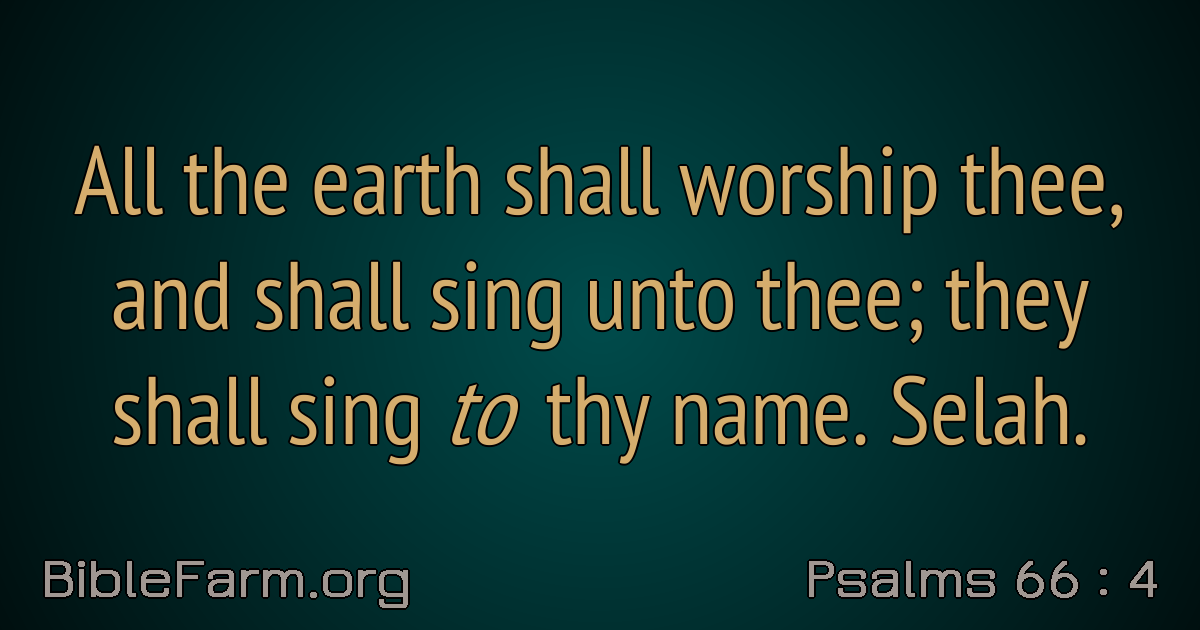 All the earth shall worship thee,
and shall sing unto thee; they
shall sing to thy name. Selah.
BibleFarm.org
Psalms 66 : 4